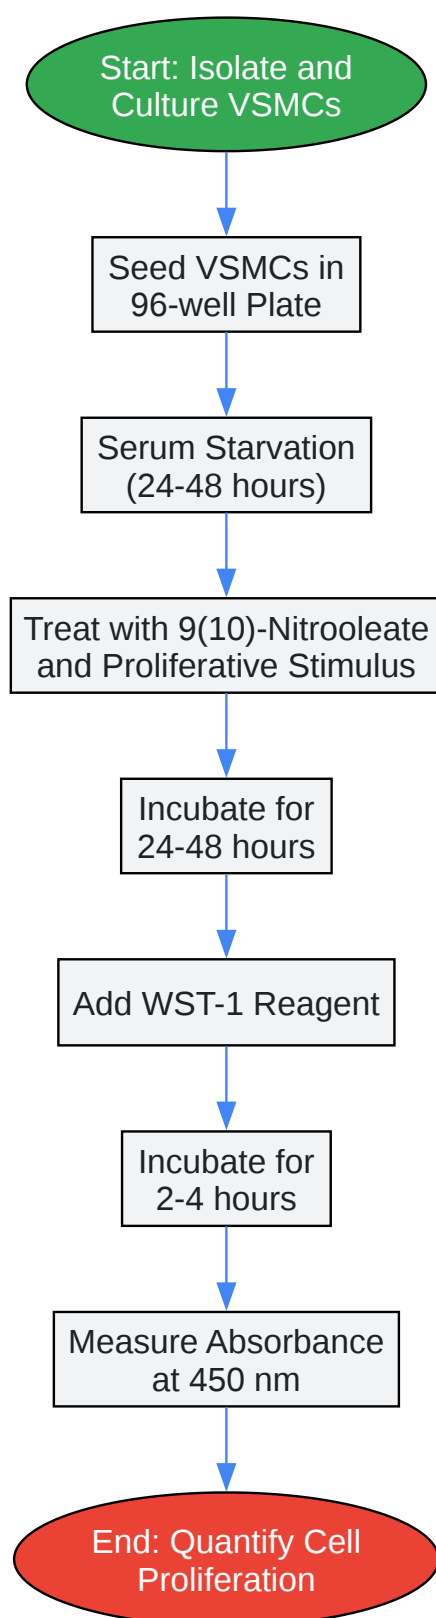 Start: Isolate and
Culture VSMCs
Seed VSMCs in
96-well Plate
Serum Starvation
(24-48 hours)
Treat with 9(10)-Nitrooleate
and Proliferative Stimulus
Incubate for
24-48 hours
Add WST-1 Reagent
Incubate for
2-4 hours
Measure Absorbance
at 450 nm
End: Quantify Cell
Proliferation